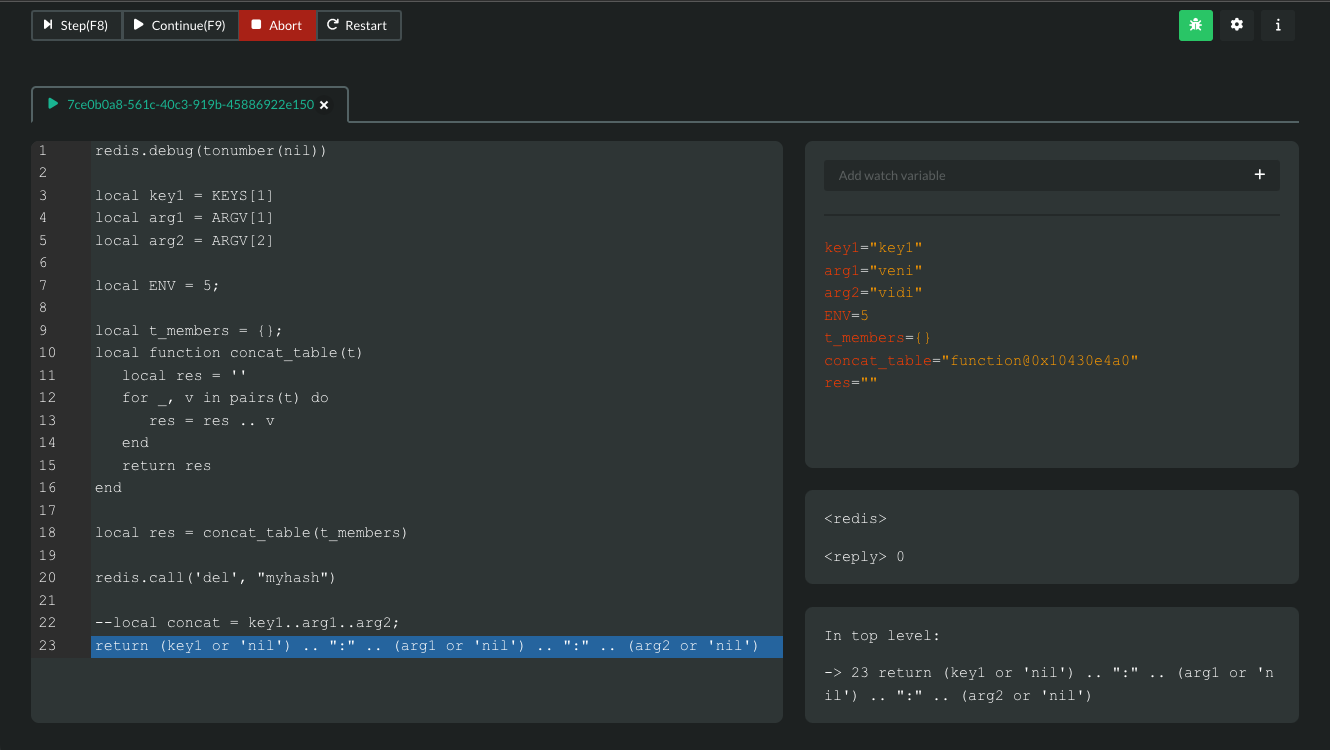 Step(F8) Continue(F9) Abort Restart
7ce0b0a8-561c-40c3-919b-45886922e150
1 redis.debug(tonumber(nil))
2
3 local key1 = KEYS[1]
4 local arg1 = ARGV[1]
5 local arg2 = ARGV[2]
6
7 local ENV = 5;
8
9 local t_members = {};
10 local function concat_table(t)
11    local res = ''
12    for _, v in pairs(t) do
13       res = res .. v
14    end
15    return res
16 end
17
18 local res = concat_table(t_members)
19
20 redis.call('del', "myhash")
21
22 --local concat = key1..arg1..arg2;
23 return (key1 or 'nil') .. ":" .. (arg1 or 'nil') .. ":" .. (arg2 or 'nil')
Add watch variable +
key1="key1"
arg1="veni"
arg2="vidi"
ENV=5
t_members={}
concat_table="function@0x10430e4a0"
res=""
<redis>
<reply> 0
In top level:
-> 23 return (key1 or 'nil') .. ":" .. (arg1 or 'n
il') .. ":" .. (arg2 or 'nil')